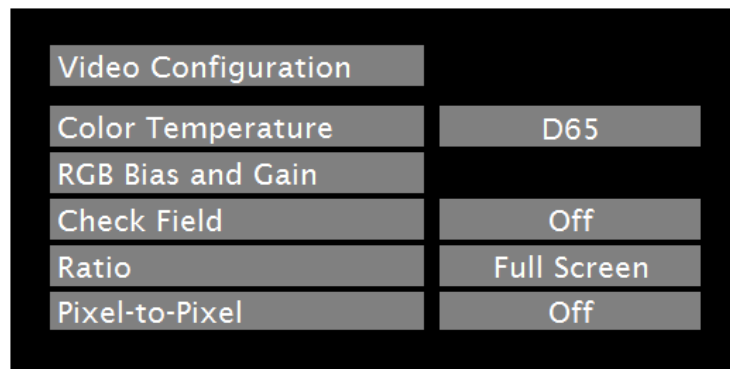 Video Configuration
Color Temperature D65
RGB Bias and Gain
Check Field Off
Ratio Full Screen
Pixel-to-Pixel Off